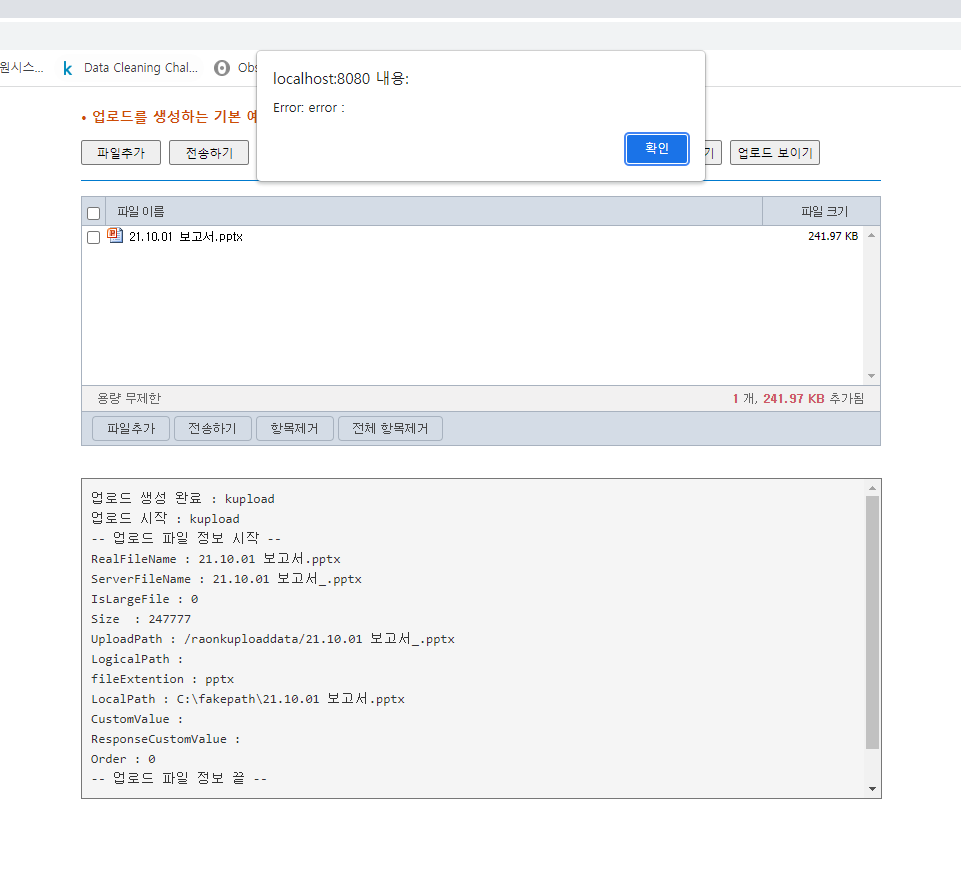 원시스...
k Data Cleaning Chal...
Obs
localhost:8080 내용:
Error: error :
확인
• 업로드를 생성하는 기본 예
파일추가 전송하기 기 업로드 보이기
파일 이름 파일 크기
21.10.01 보고서.pptx 241.97 KB
용량 무제한 1 개, 241.97 KB 추가됨
파일추가 전송하기 항목제거 전체 항목제거
업로드 생성 완료 : kupload
업로드 시작 : kupload
-- 업로드 파일 정보 시작 --
RealFileName : 21.10.01 보고서.pptx
ServerFileName : 21.10.01 보고서_.pptx
IsLargeFile : 0
Size : 247777
UploadPath : /raonkuploaddata/21.10.01 보고서_.pptx
LogicalPath :
fileExtention : pptx
LocalPath : C:\fakepath\21.10.01 보고서.pptx
CustomValue :
ResponseCustomValue :
Order : 0
-- 업로드 파일 정보 끝 --